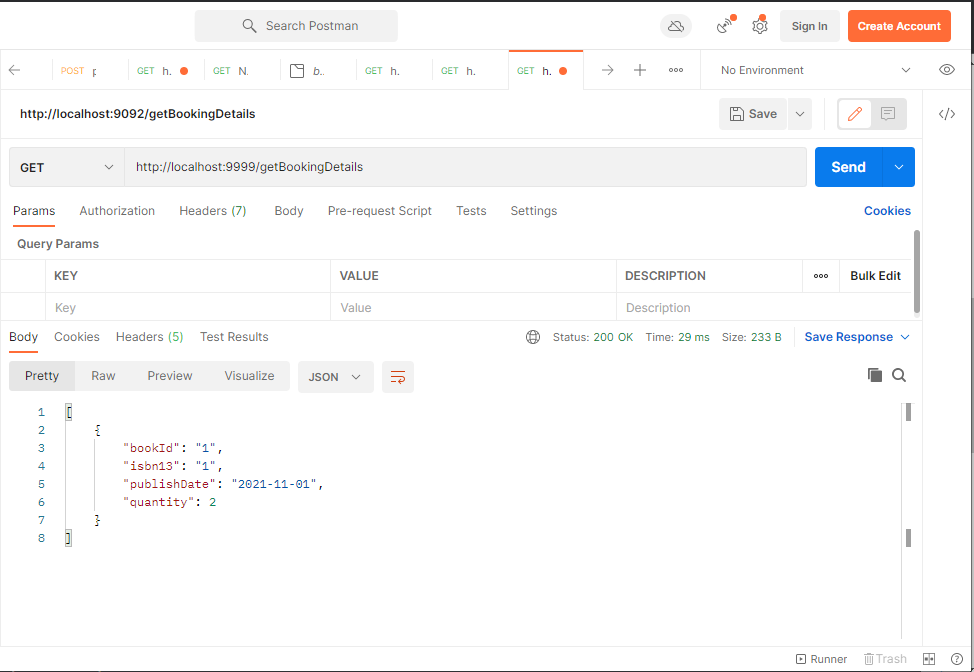 Search Postman
Sign In
Create Account
POST p
GET h.
GET N.
b..
GET h.
GET h.
GET h.
No Environment
http://localhost:9092/getBookingDetails
Save
GET
http://localhost:9999/getBookingDetails
Send
Params Authorization Headers (7) Body Pre-request Script Tests Settings Cookies
Query Params
KEY VALUE DESCRIPTION ooo Bulk Edit
Key Value Description
Body Cookies Headers (5) Test Results Status: 200 OK Time: 29 ms Size: 233 B Save Response
Pretty Raw Preview Visualize JSON
1 [
2 {
3 "bookId": "1",
4 "isbn13": "1",
5 "publishDate": "2021-11-01",
6 "quantity": 2
7 }
8 ]
Runner Trash